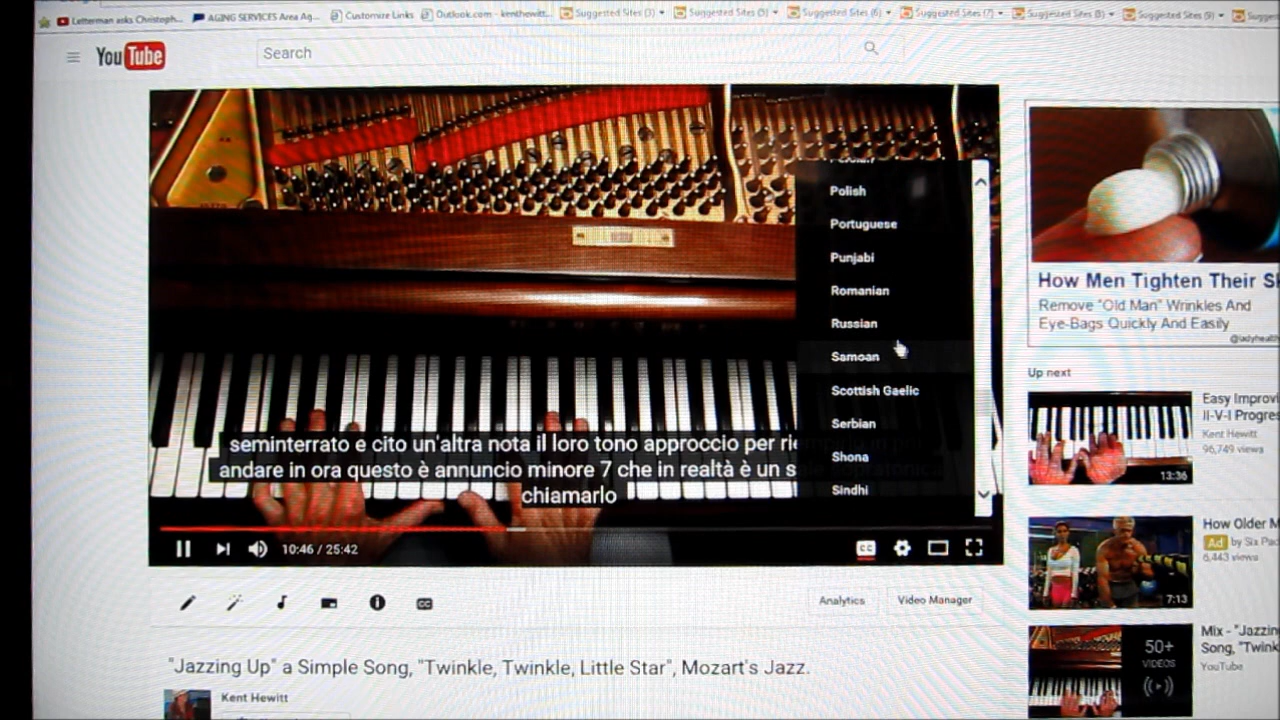 Letterman asks Christoph...
AGING SERVICES Area Ag...
Customize Links
Outlook.com - kenthewitt...
Suggested Sites (3)
Suggested Sites (5)
Suggested Sites (6)
Suggested Sites (7)
Suggested Sites (8)
Suggested Sites (9)
YouTube
Search
Polish
Portuguese
Punjabi
Romanian
Russian
Samoan
Scottish Gaelic
Serbian
Shona
Sindhi
seminterrato e cito un'altra nota il loro tono approccio per
andare in ora questo è annuncio minore 7 che in realtà è un
chiamarlo
10:46 / 25:42
CC
CC
Analytics
Video Manager
"Jazzing Up" a Simple Song, "Twinkle, Twinkle, Little Star", Mozart's Jazz.
Kent Hewitt
How Men Tighten Their
Remove "Old Man" Wrinkles And
Eye-Bags Quickly And Easily
Up next
Easy Improvi
II-V-I Progre
Kent Hewitt
96,749 views
13:36
How Older
Ad by Six Pac
6,443 views
7:13
50+
VIDEOS
Mix - "Jazzin
Song, "Twink
YouTube